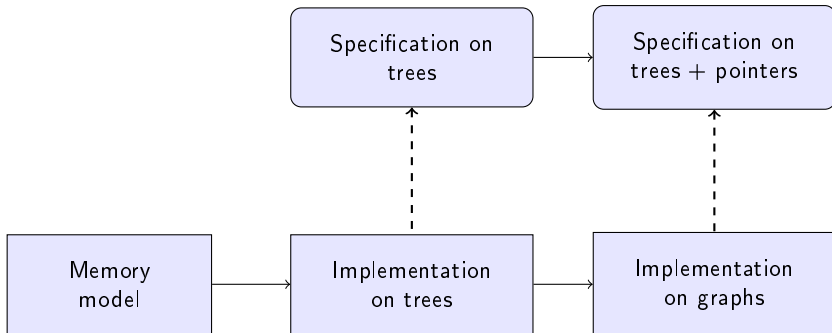 Specification on
trees
Specification on
trees + pointers
Memory
model
Implementation
on trees
Implementation
on graphs